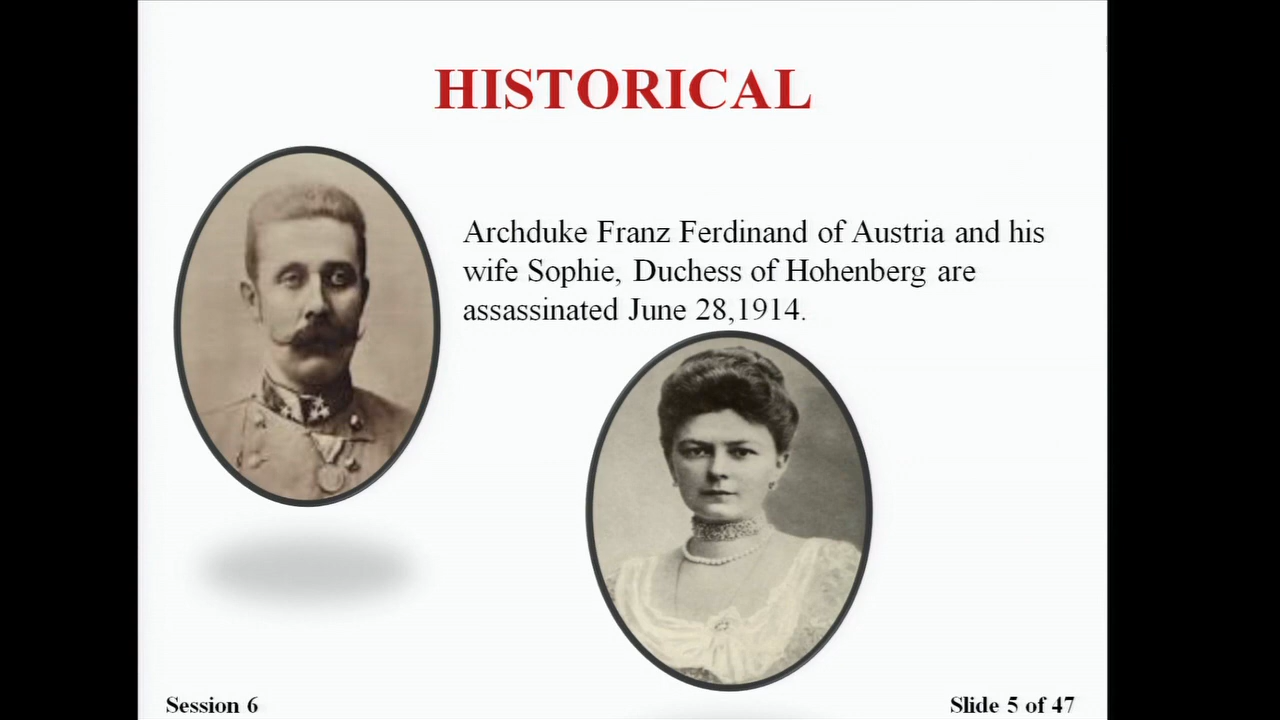 HISTORICAL
Archduke Franz Ferdinand of Austria and his
wife Sophie, Duchess of Hohenberg are
assassinated June 28,1914.
Session 6
Slide 5 of 47